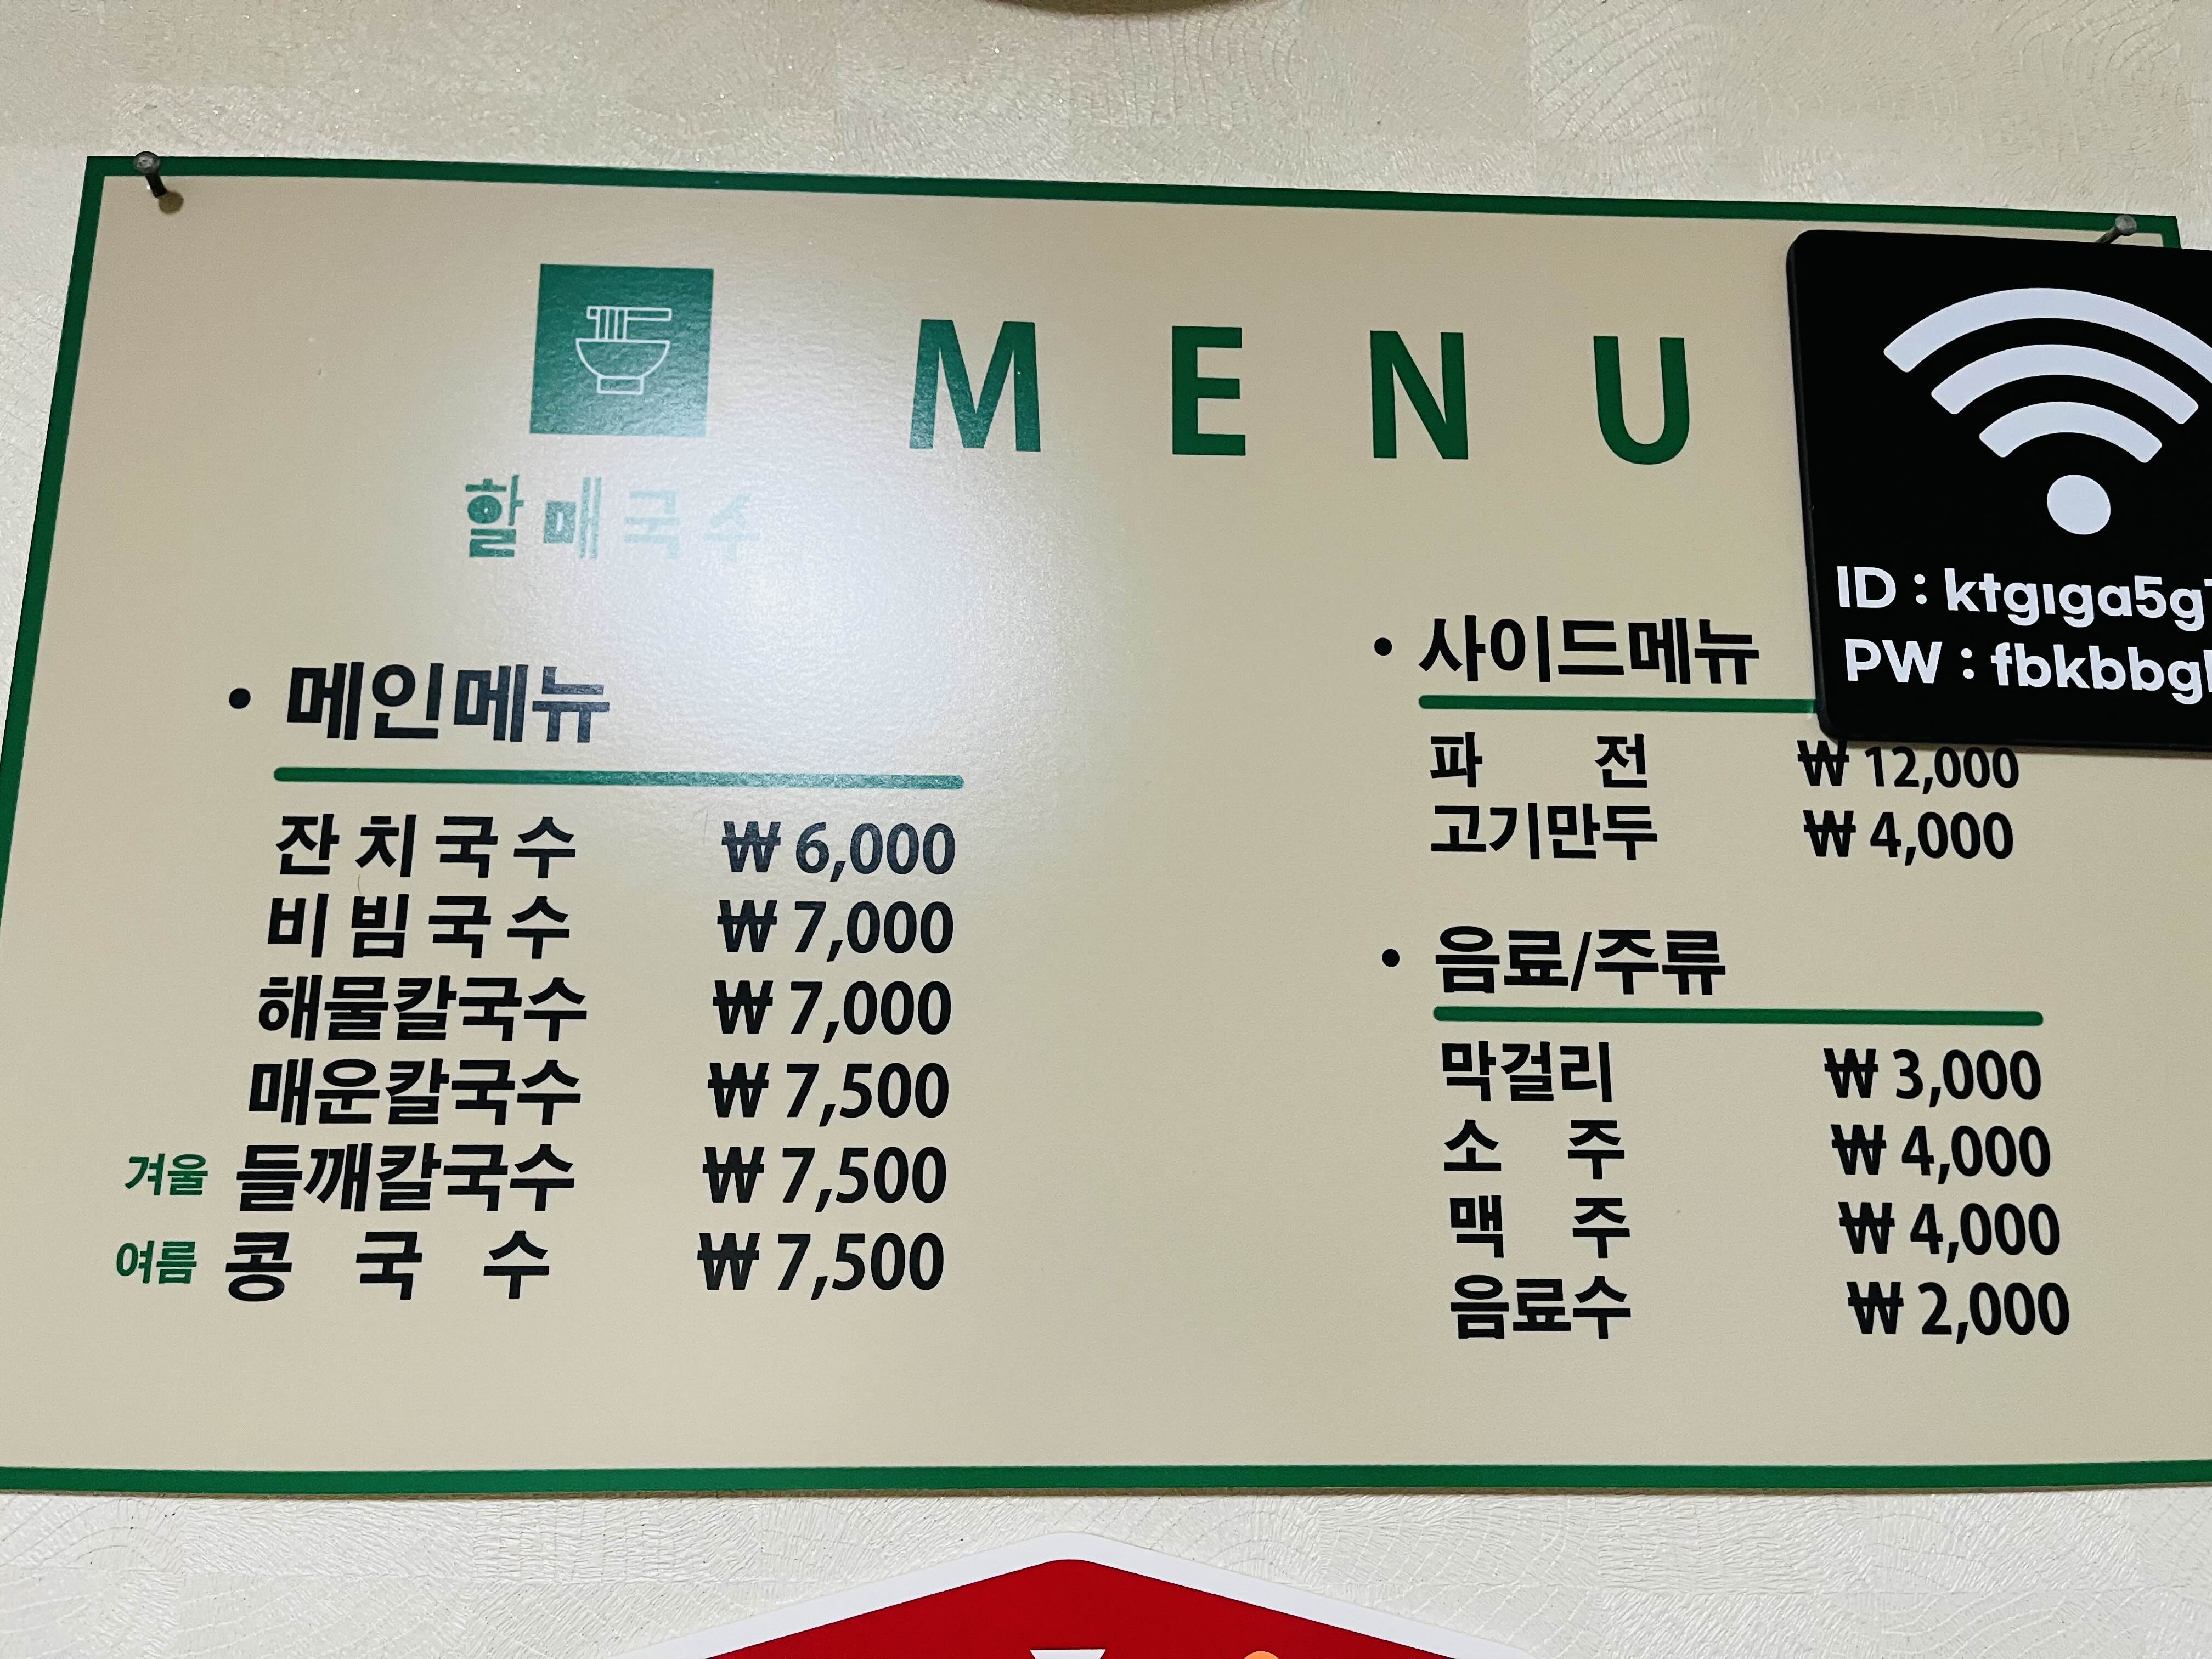 MENU
할매국수
• 메인메뉴
잔치국수 ₩ 6,000
비빔국수 ₩ 7,000
해물칼국수 ₩ 7,000
매운칼국수 ₩ 7,500
겨울 들깨칼국수 ₩ 7,500
여름 콩국수 ₩ 7,500
• 사이드메뉴
파전 ₩ 12,000
고기만두 ₩ 4,000
• 음료/주류
막걸리 ₩ 3,000
소주 ₩ 4,000
맥주 ₩ 4,000
음료수 ₩ 2,000
ID :
PW :